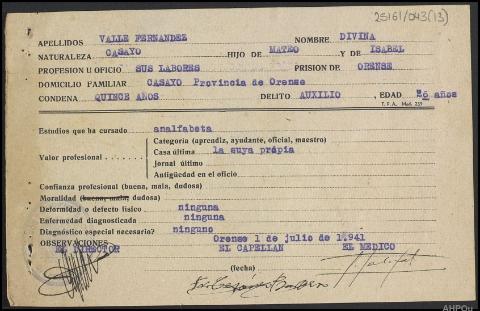 25161/043(13)
APELLIDOS VALLE FERNANDEZ NOMBRE DIVINA
NATURALEZA CASAYO HIJO DE MATEO Y DE ISABEL
PROFESION U OFICIO SUS LABORES PRISION DE ORENSE
DOMICILIO FAMILIAR CASAYO Provincia de Orense
CONDENA QUINCE AÑOS DELITO AUXILIO, EDAD 26 años
T. P. A. Mod. 237
Estudios que ha cursado analfabeta
Categoría (aprendiz, ayudante, oficial, maestro)
Valor profesional Casa última la suya própia
Jornal último
Antigüedad en el oficio
Confianza profesional (buena, mala, dudosa)
Moralidad (buena, mala, dudosa)
Deformidad o defecto físico ninguna
Enfermedad diagnosticada ninguna
Diagnóstico especial necesario? ninguno
OBSERVACIONES Orense 1 de julio de 1.941
EL DIRECTOR EL CAPELLAN EL MEDICO
(fecha)
AHPOu